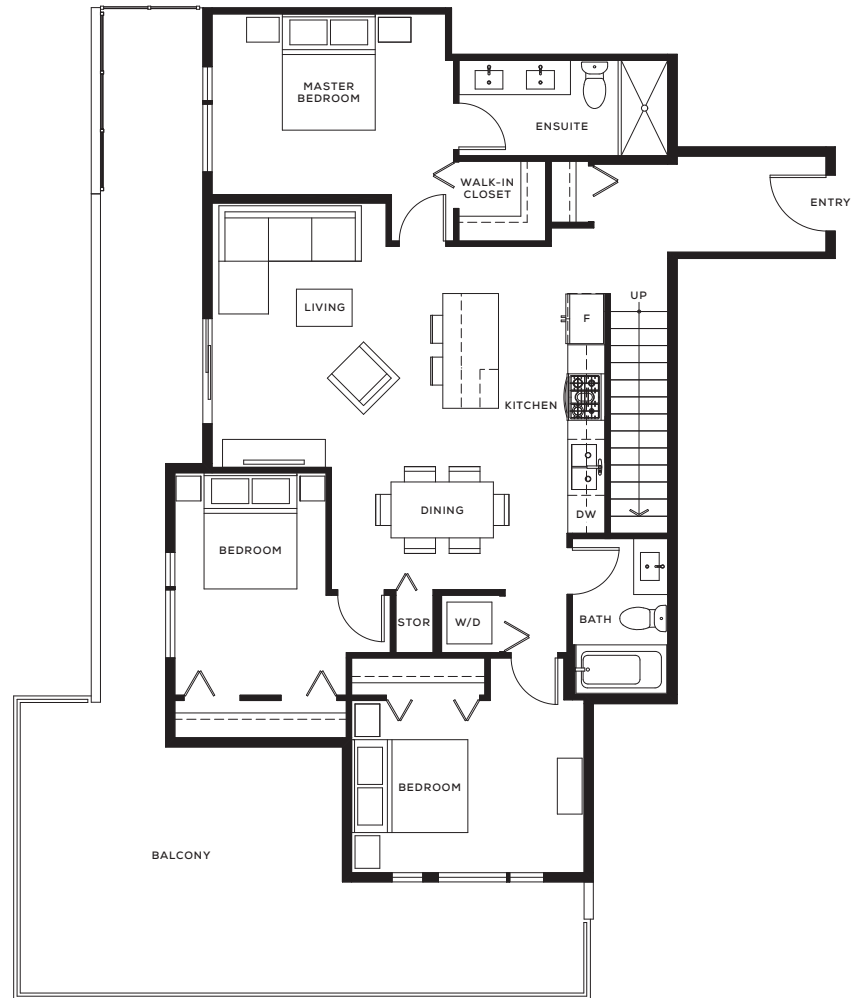 MASTER
BEDROOM
ENSUITE
WALK-IN
CLOSET
ENTRY
LIVING
UP
F
KITCHEN
DINING
DW
BEDROOM
STOR
W/D
BATH
BEDROOM
BALCONY